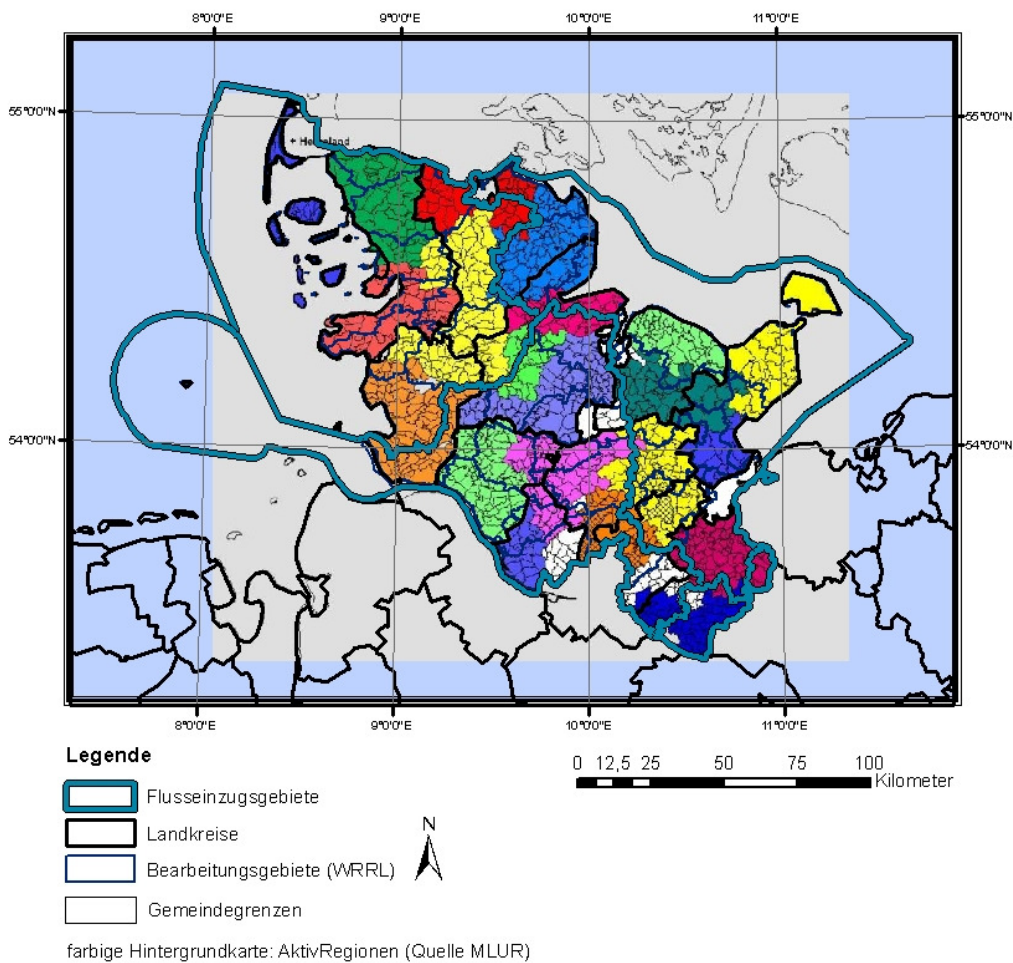 8°0'0"E 9°0'0"E 10°0'0"E 11°0'0"E
55°0'0"N 55°0'0"N
Helgoland
54°0'0"N 54°0'0"N
8°0'0"E 9°0'0"E 10°0'0"E 11°0'0"E
Legende
0 12,5 25 50 75 100
Kilometer
Flusseinzugsgebiete
Landkreise
N
Bearbeitungsgebiete (WRRL)
Gemeindegrenzen
farbige Hintergrundkarte: AktivRegionen (Quelle MLUR)